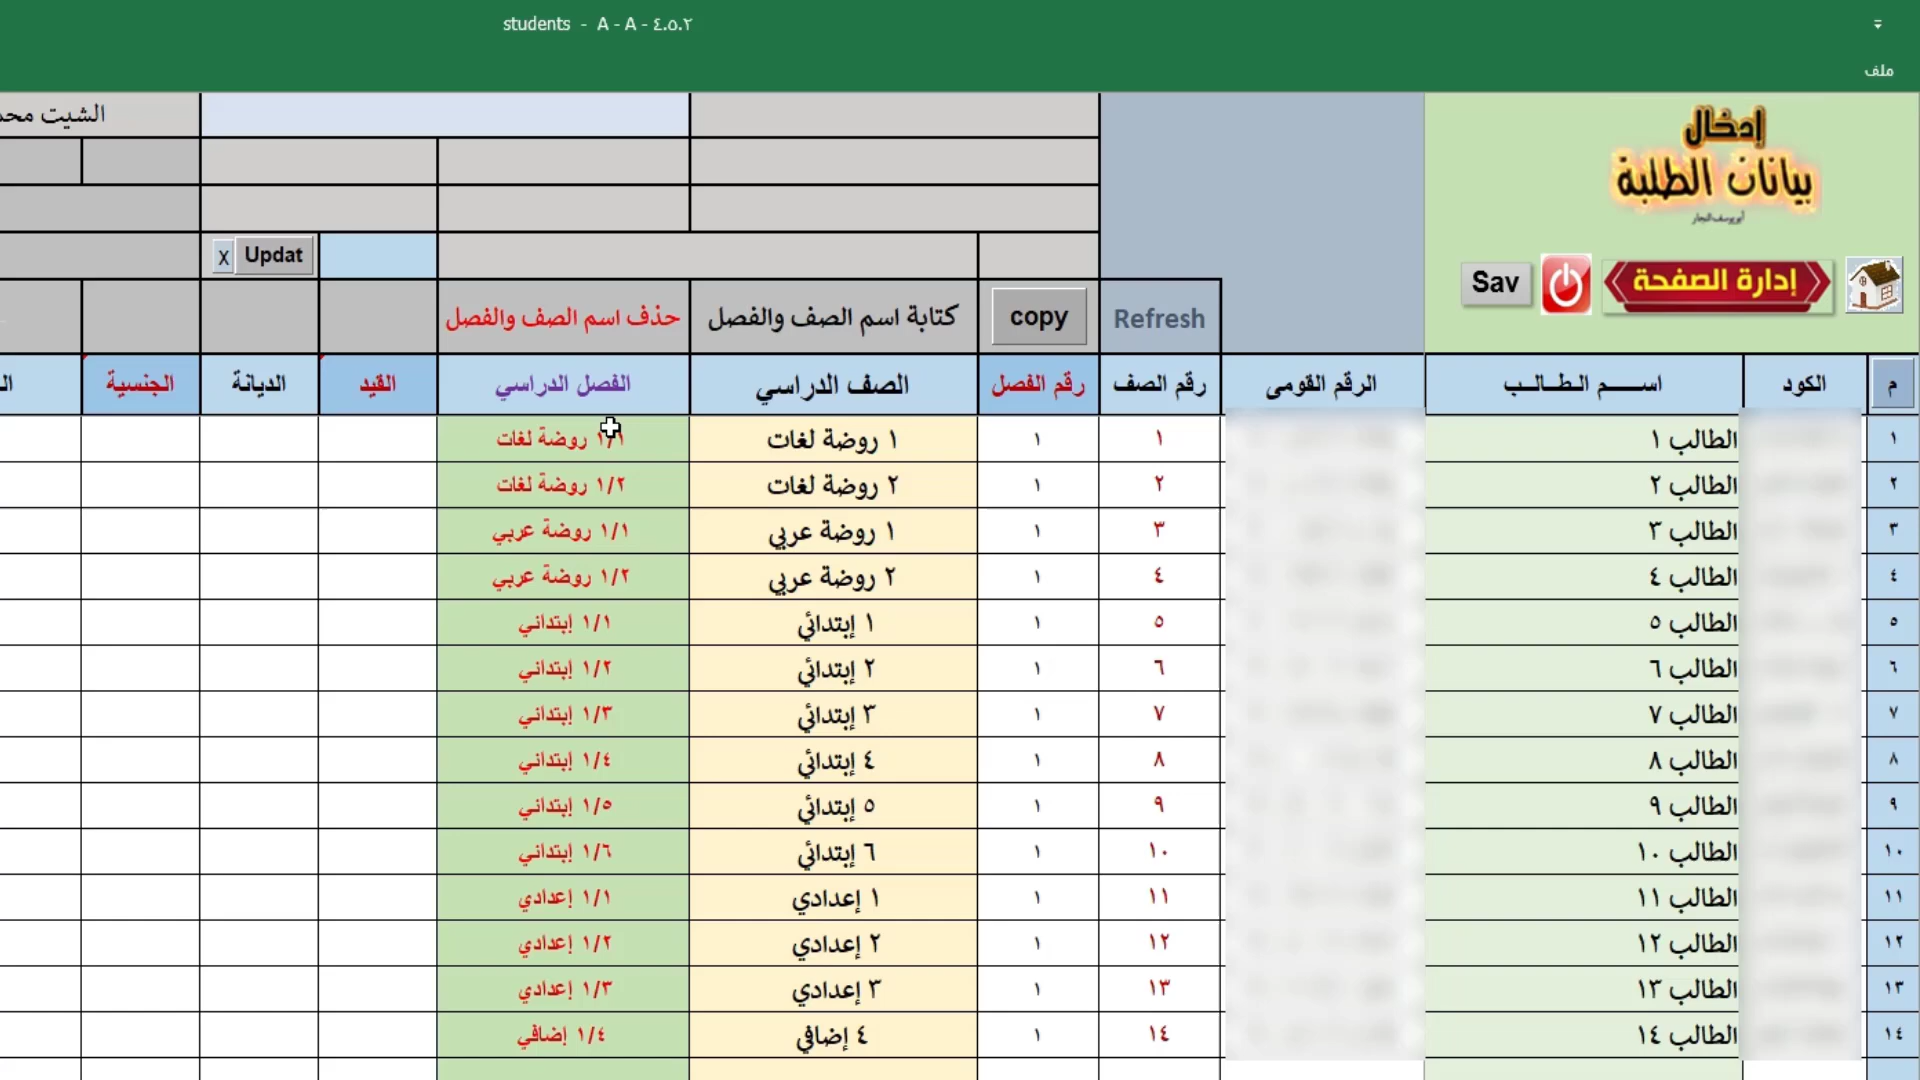 students - A - A - ٤.٥.٢
ملف
إدخال
بيانات الطلبة
أبويوسف النجار
الشيت
إدارة الصفحة
Sav
Updat
x
Refresh
copy
كتابة اسم الصف والفصل
حذف اسم الصف والفصل
م الكود اســـم الـطـالــب الرقم القومى رقم الصف رقم الفصل الصف الدراسي الفصل الدراسي القيد الديانة الجنسية
١ الطالب ١ ١ ١ ١ روضة لغات ١/١ روضة لغات
٢ الطالب ٢ ٢ ١ ٢ روضة لغات ١/٢ روضة لغات
٣ الطالب ٣ ٣ ١ ١ روضة عربي ١/١ روضة عربي
٤ الطالب ٤ ٤ ١ ٢ روضة عربي ١/٢ روضة عربي
٥ الطالب ٥ ٥ ١ ١ إبتدائي ١/١ إبتدائي
٦ الطالب ٦ ٦ ١ ٢ إبتدائي ١/٢ إبتدائي
٧ الطالب ٧ ٧ ١ ٣ إبتدائي ١/٣ إبتدائي
٨ الطالب ٨ ٨ ١ ٤ إبتدائي ١/٤ إبتدائي
٩ الطالب ٩ ٩ ١ ٥ إبتدائي ١/٥ إبتدائي
١٠ الطالب ١٠ ١٠ ١ ٦ إبتدائي ١/٦ إبتدائي
١١ الطالب ١١ ١١ ١ ١ إعدادي ١/١ إعدادي
١٢ الطالب ١٢ ١٢ ١ ٢ إعدادي ١/٢ إعدادي
١٣ الطالب ١٣ ١٣ ١ ٣ إعدادي ١/٣ إعدادي
١٤ الطالب ١٤ ١٤ ١ ٤ إضافي ١/٤ إضافي